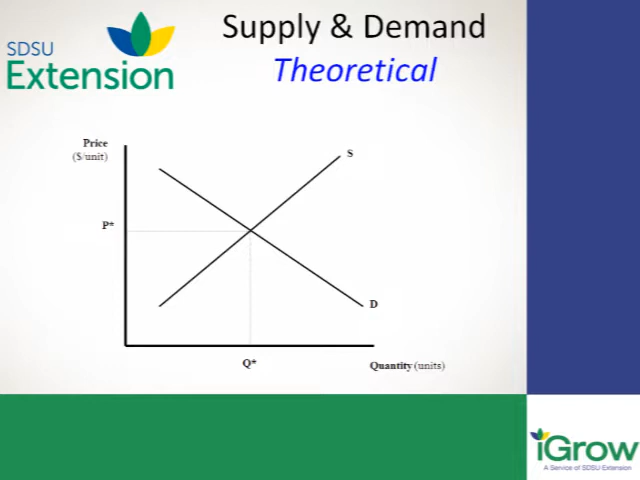 Supply & Demand
Theoretical
SDSU
Extension
Price
($/unit)
S
P*
D
Q*
Quantity (units)
iGrow
A Service of SDSU Extension